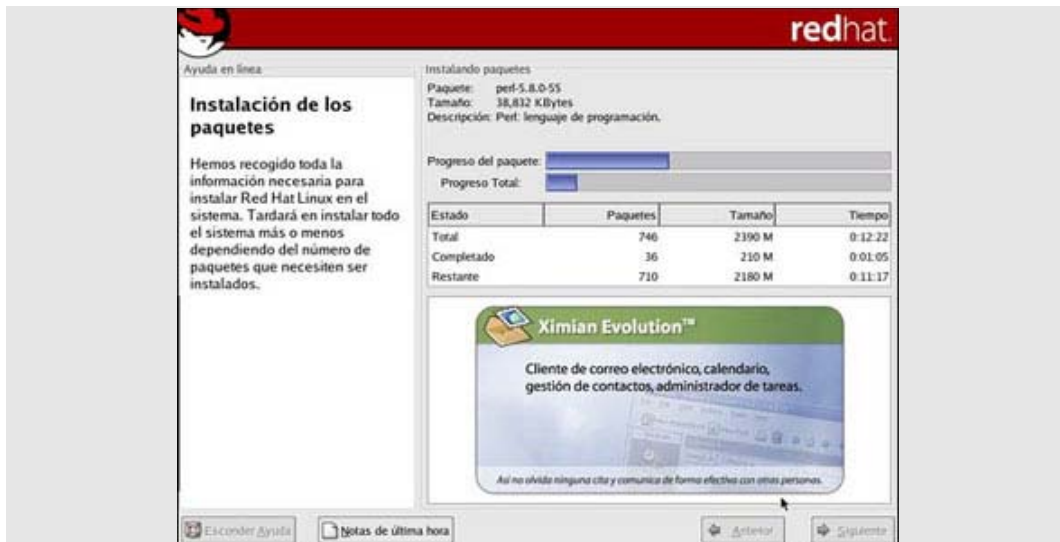 redhat.
Ayuda en línea
Instalación de los
paquetes
Hemos recogido toda la
información necesaria para
instalar Red Hat Linux en el
sistema. Tardará en instalar todo
el sistema más o menos
dependiendo del número de
paquetes que necesiten ser
instalados.
Instalando paquetes
Paquete: perl-5.8.0-55
Tamaño: 38,832 KBytes
Descripción: Perl: lenguaje de programación.
Progreso del paquete:
Progreso Total:
Estado Paquetes Tamaño Tiempo
Total 746 2390 M 0:12:22
Completado 36 210 M 0:01:05
Restante 710 2180 M 0:11:17
Ximian Evolution™
Cliente de correo electrónico, calendario,
gestión de contactos, administrador de tareas.
Así no olvida ninguna cita y comunica de forma efectiva con otras personas.
Esconder Ayuda Notas de última hora Anterior Siguiente